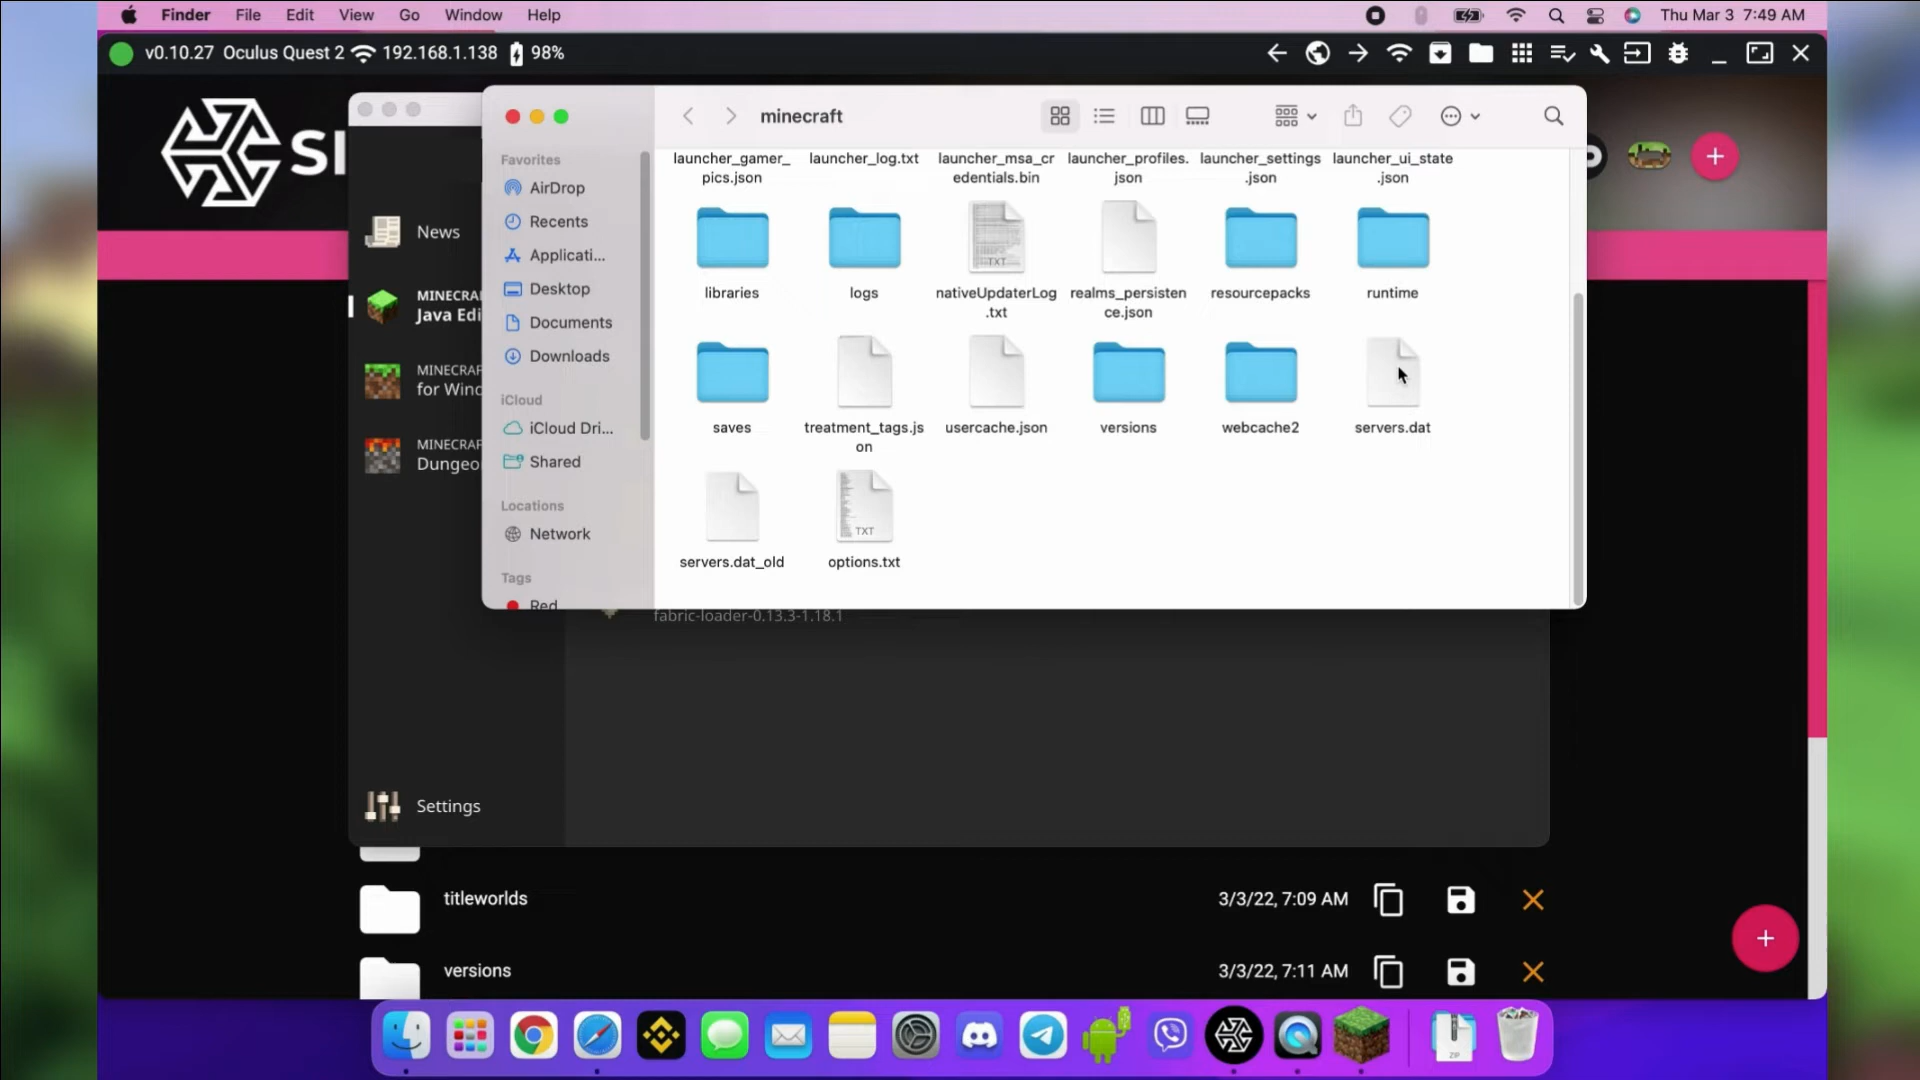 Finder File Edit View Go Window Help
Thu Mar 3 7:49 AM
v0.10.27 Oculus Quest 2 192.168.1.138 98%
minecraft
Favorites
AirDrop
Recents
Applicati...
Desktop
Documents
Downloads
iCloud
iCloud Dri...
Shared
Locations
Network
Tags
Red
launcher_gamer_
pics.json
launcher_log.txt
launcher_msa_cr
edentials.bin
launcher_profiles.
json
launcher_settings
.json
launcher_ui_state
.json
libraries
logs
TXT
nativeUpdaterLog
.txt
realms_persisten
ce.json
resourcepacks
runtime
saves
treatment_tags.js
on
usercache.json
versions
webcache2
servers.dat
servers.dat_old
TXT
options.txt
News
MINECRA
Java Edi
MINECRAF
for Wind
MINECRAF
Dungeo
Settings
fabric-loader-0.13.3-1.18.1
titleworlds 3/3/22, 7:09 AM
versions 3/3/22, 7:11 AM
ZIP